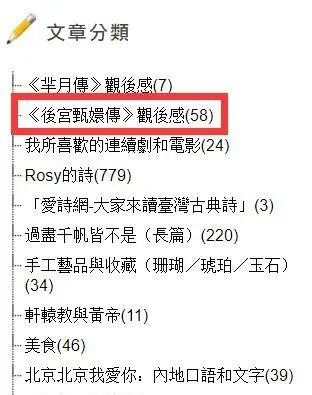 文章分類
《羋月傳》觀後感(7)
《後宮甄嬛傳》觀後感(58)
我所喜歡的連續劇和電影(24)
Rosy的詩(779)
「愛詩網-大家來讀臺灣古典詩」(3)
過盡千帆皆不是（長篇）(220)
手工藝品與收藏（珊瑚／琥珀／玉石）
(34)
軒轅教與黃帝(11)
美食(46)
北京北京我愛你：內地口語和文字(39)